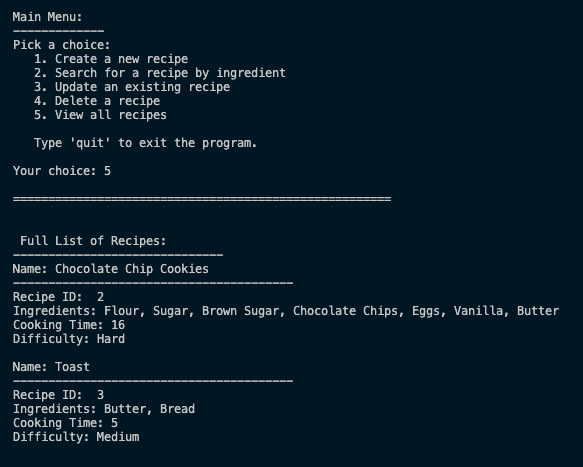 Main Menu:
-------------
Pick a choice:
   1. Create a new recipe
   2. Search for a recipe by ingredient
   3. Update an existing recipe
   4. Delete a recipe
   5. View all recipes

   Type 'quit' to exit the program.

Your choice: 5

======================================================

 Full List of Recipes:
------------------------------
Name: Chocolate Chip Cookies
----------------------------------------
Recipe ID:  2
Ingredients: Flour, Sugar, Brown Sugar, Chocolate Chips, Eggs, Vanilla, Butter
Cooking Time: 16
Difficulty: Hard

Name: Toast
----------------------------------------
Recipe ID:  3
Ingredients: Butter, Bread
Cooking Time: 5
Difficulty: Medium